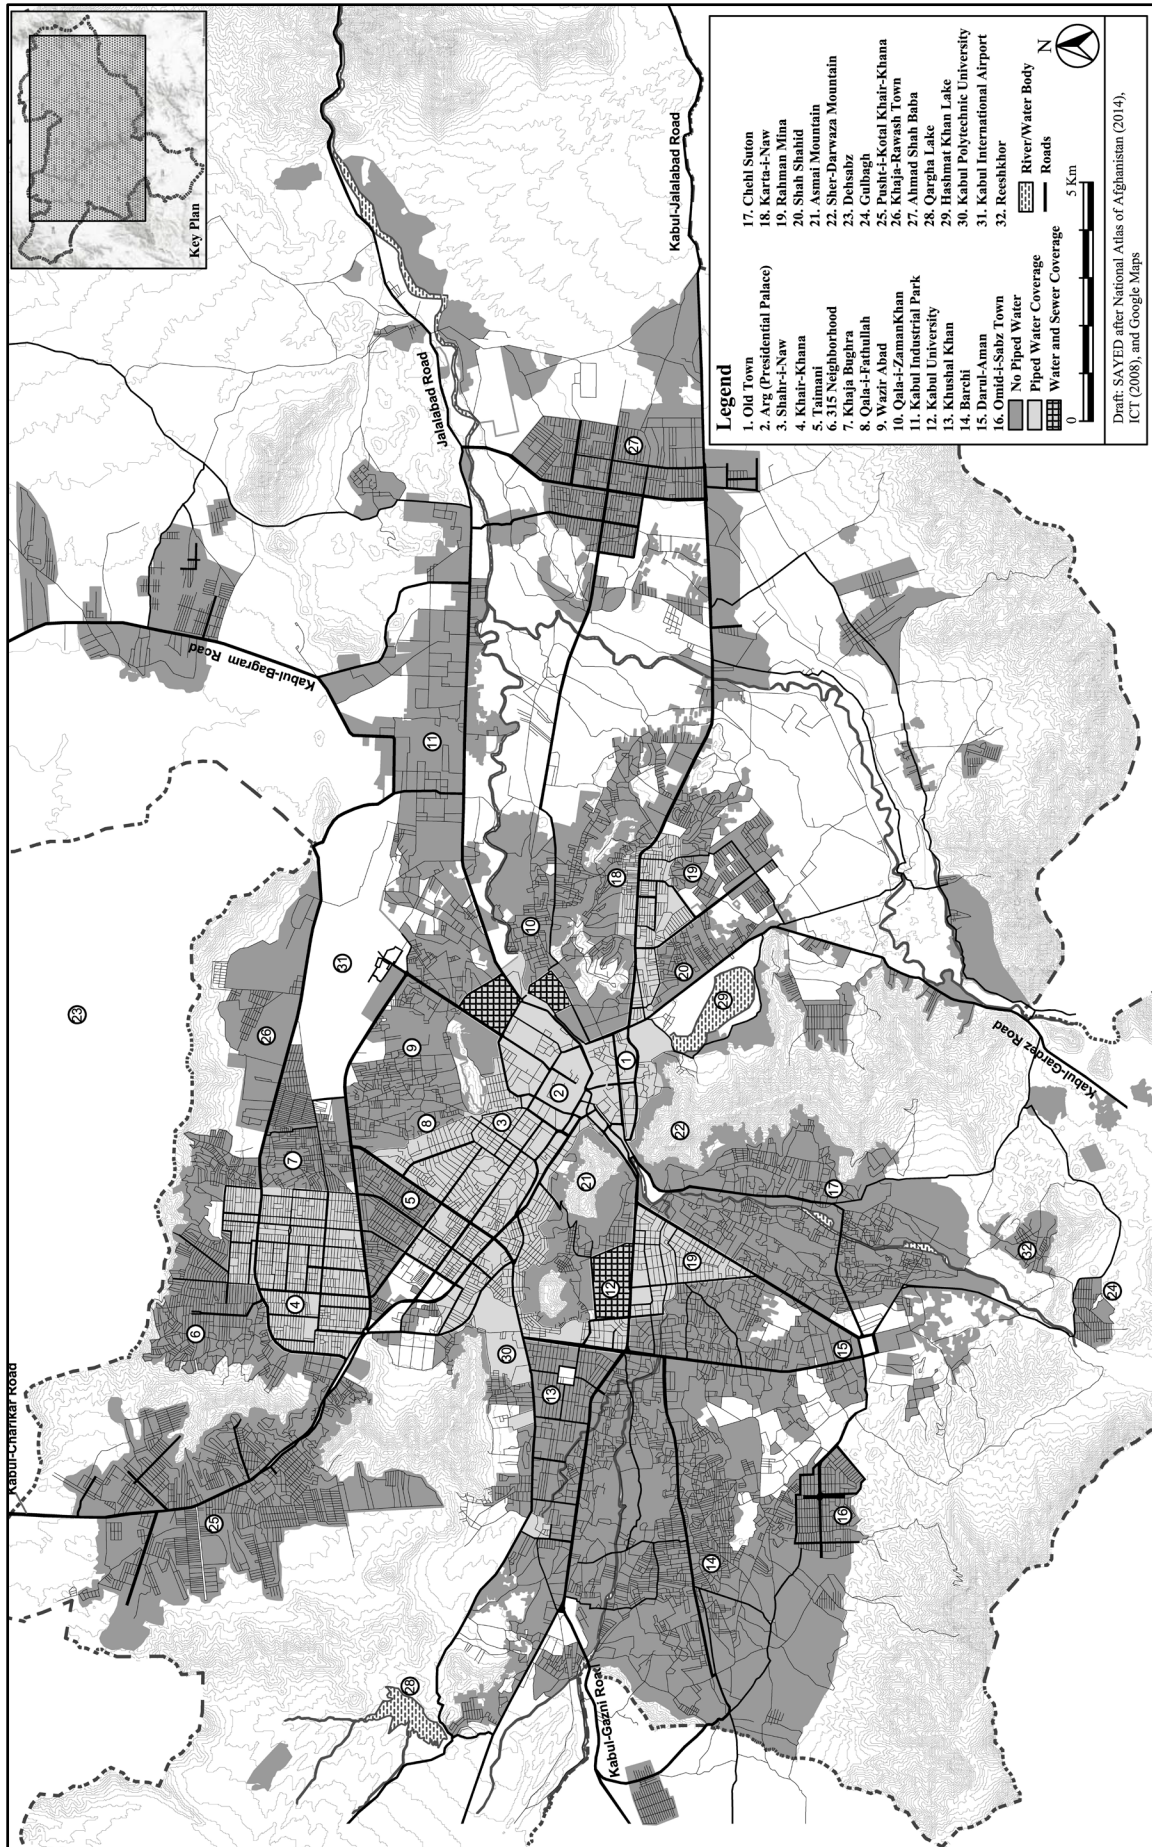 Key Plan
Kabul-Charikar Road
Kabul-Bagram Road
Jalalabad Road
Kabul-Jalalabad Road
Kabul-Gardez Road
Kabul-Gazni Road
1
2
3
4
5
6
7
8
9
10
11
12
13
14
15
16
17
18
19
19
20
21
22
23
24
25
26
27
28
29
30
31
32
Legend
1. Old Town
2. Arg (Presidential Palace)
3. Shahr-i-Naw
4. Khair-Khana
5. Taimani
6. 315 Neighborhood
7. Khaja Bughra
8. Qala-i-Fathullah
9. Wazir Abad
10. Qala-i-ZamanKhan
11. Kabul Industrial Park
12. Kabul University
13. Khushal Khan
14. Barchi
15. Darul-Aman
16. Omid-i-Sabz Town
17. Chehl Suton
18. Karta-i-Naw
19. Rahman Mina
20. Shah Shahid
21. Asmai Mountain
22. Sher-Darwaza Mountain
23. Dehsabz
24. Gulbagh
25. Pusht-i-Kotal Khair-Khana
26. Khaja-Rawash Town
27. Ahmad Shah Baba
28. Qargha Lake
29. Hashmat Khan Lake
30. Kabul Polytechnic University
31. Kabul International Airport
32. Reeshkhor
No Piped Water
Piped Water Coverage
Water and Sewer Coverage
River/Water Body
Roads
N
0
5 Km
Draft: SAYED after National Atlas of Afghanistan (2014),
ICT (2008), and Google Maps